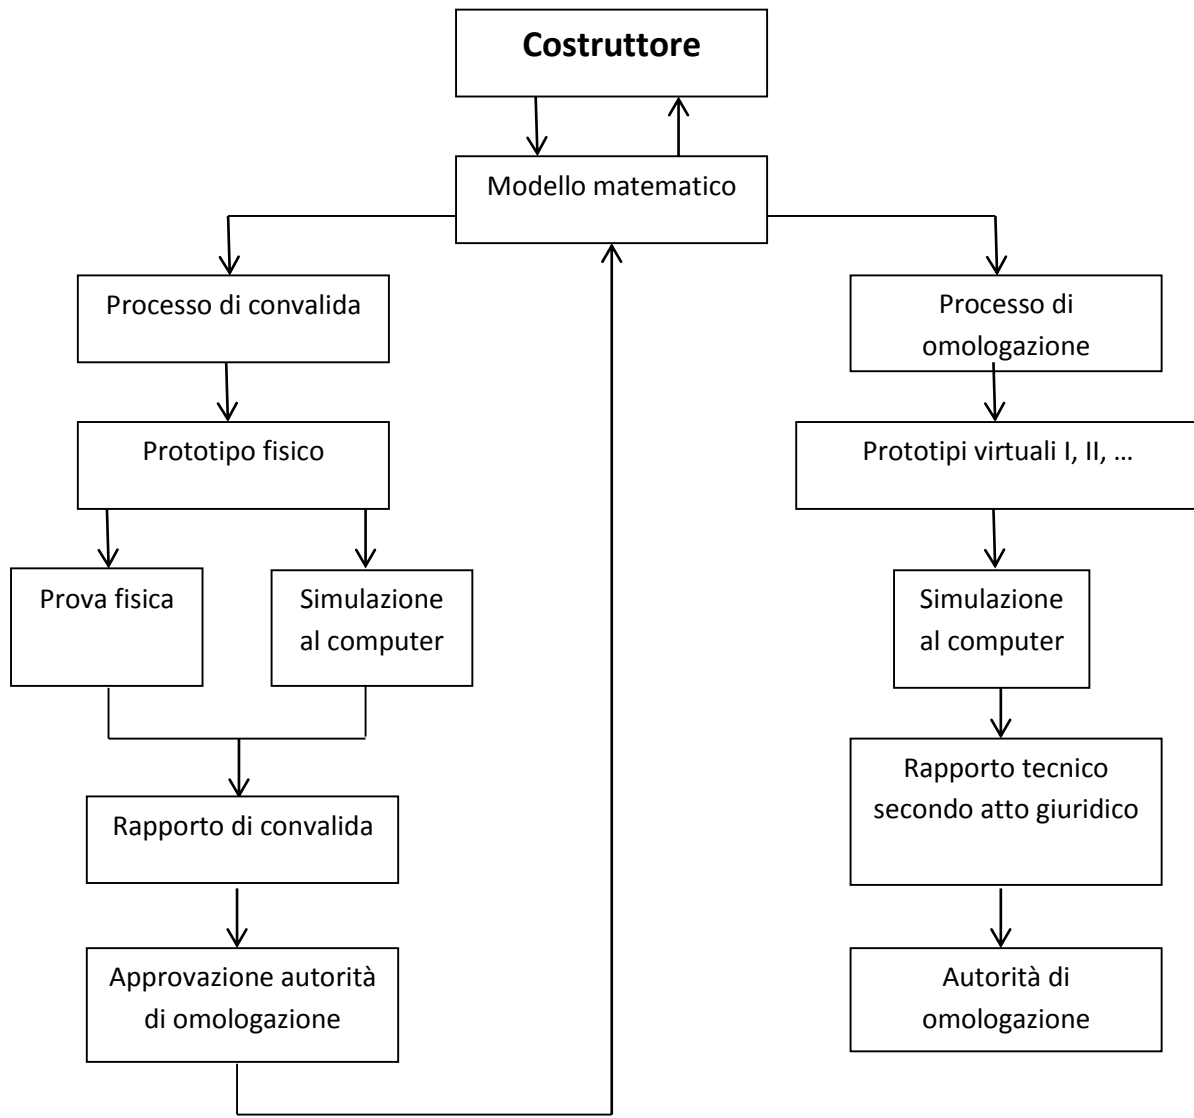 Costruttore
Modello matematico
Processo di convalida
Processo di
omologazione
Prototipo fisico
Prototipi virtuali I, II, ...
Prova fisica
Simulazione
al computer
Simulazione
al computer
Rapporto di convalida
Rapporto tecnico
secondo atto giuridico
Approvazione autorità
di omologazione
Autorità di
omologazione